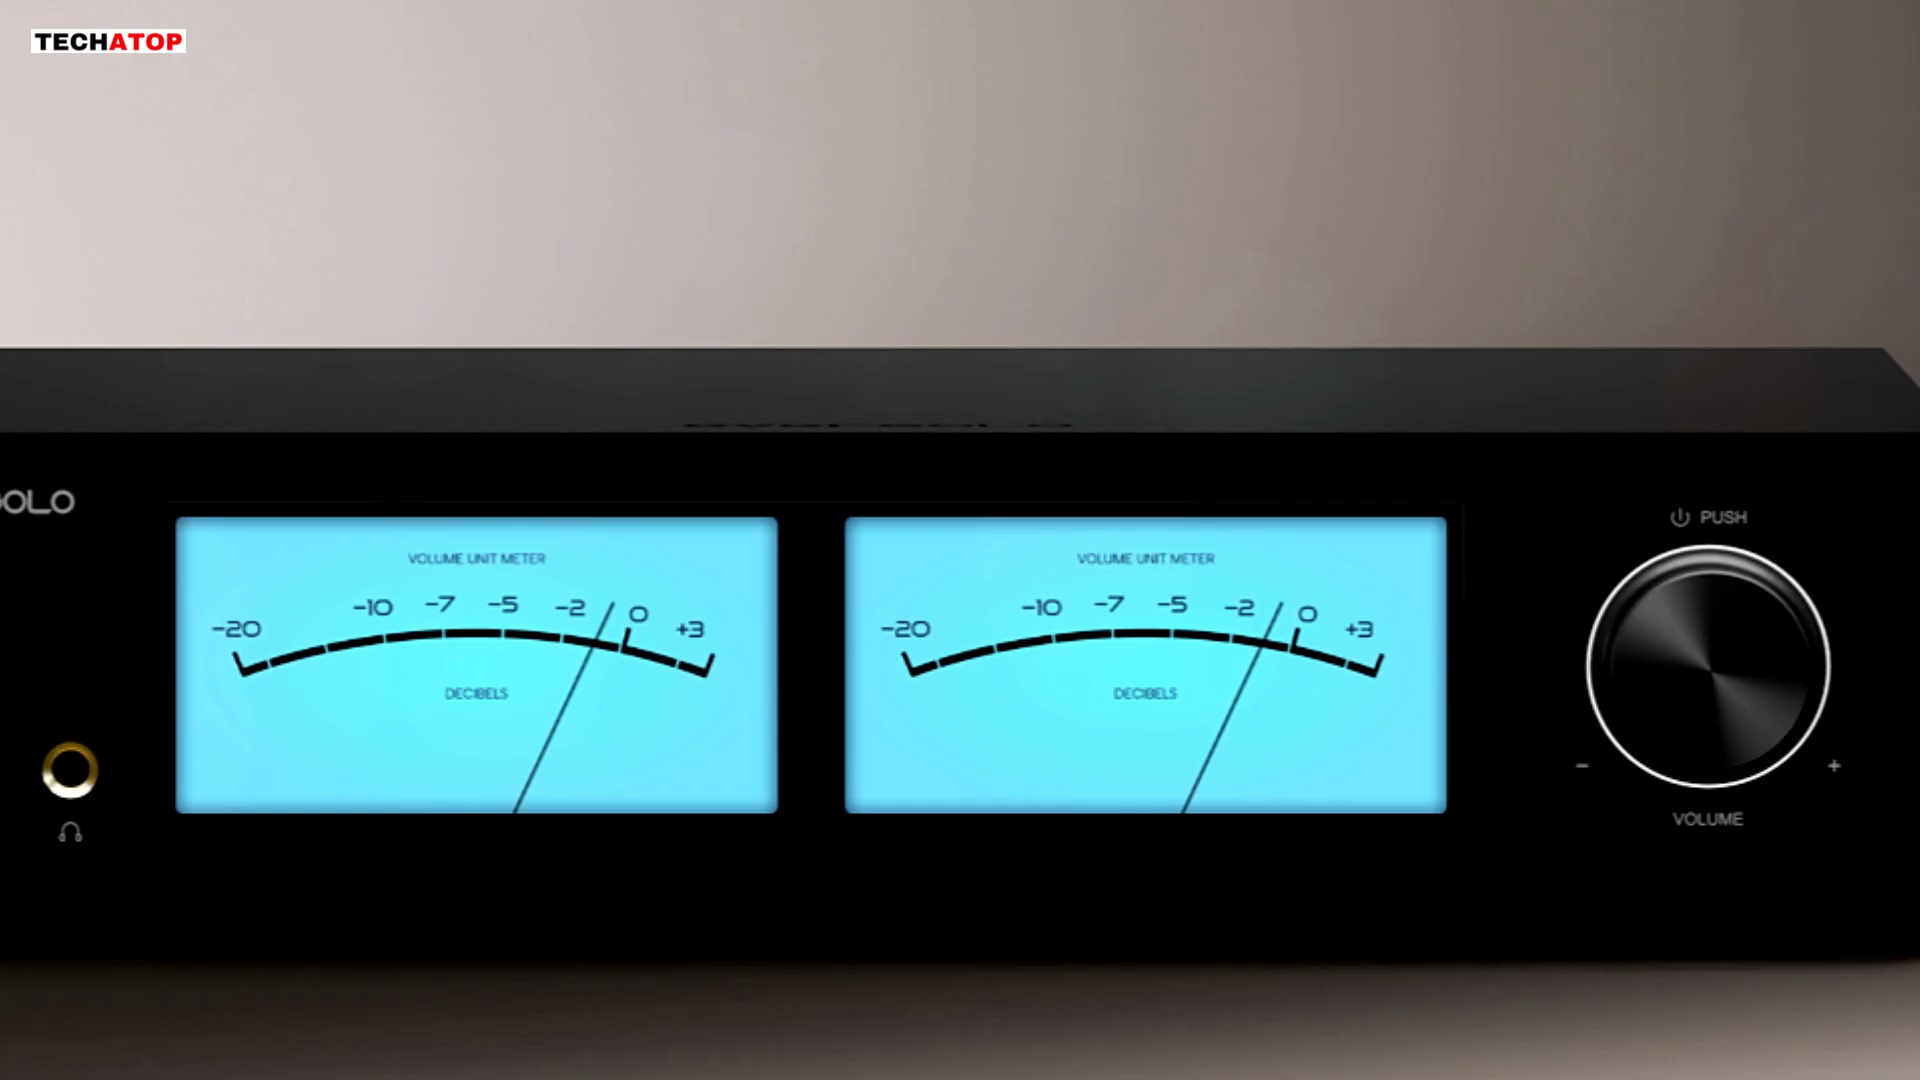 TECHATOP
OLO
VOLUME UNIT METER
-20 -10 -7 -5 -2 0 +3
DECIBELS
VOLUME UNIT METER
-20 -10 -7 -5 -2 0 +3
DECIBELS
PUSH
- +
VOLUME